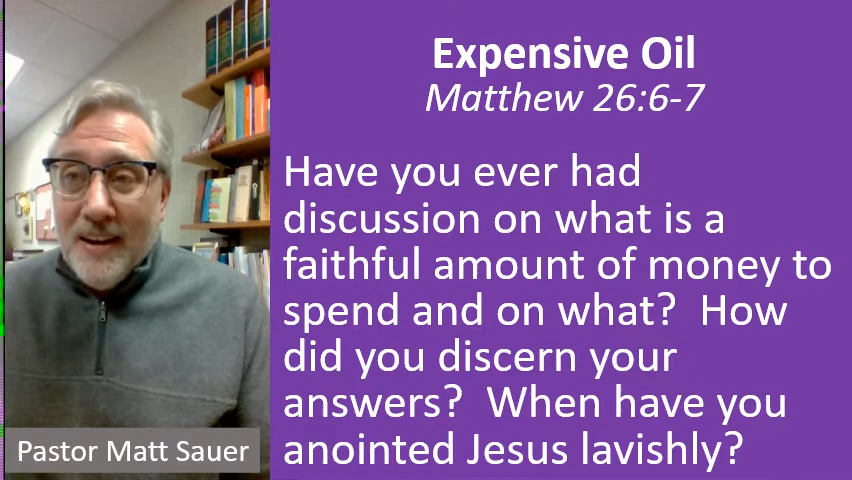 Expensive Oil
Matthew 26:6-7
Have you ever had
discussion on what is a
faithful amount of money to
spend and on what?  How
did you discern your
answers?  When have you
anointed Jesus lavishly?
Pastor Matt Sauer